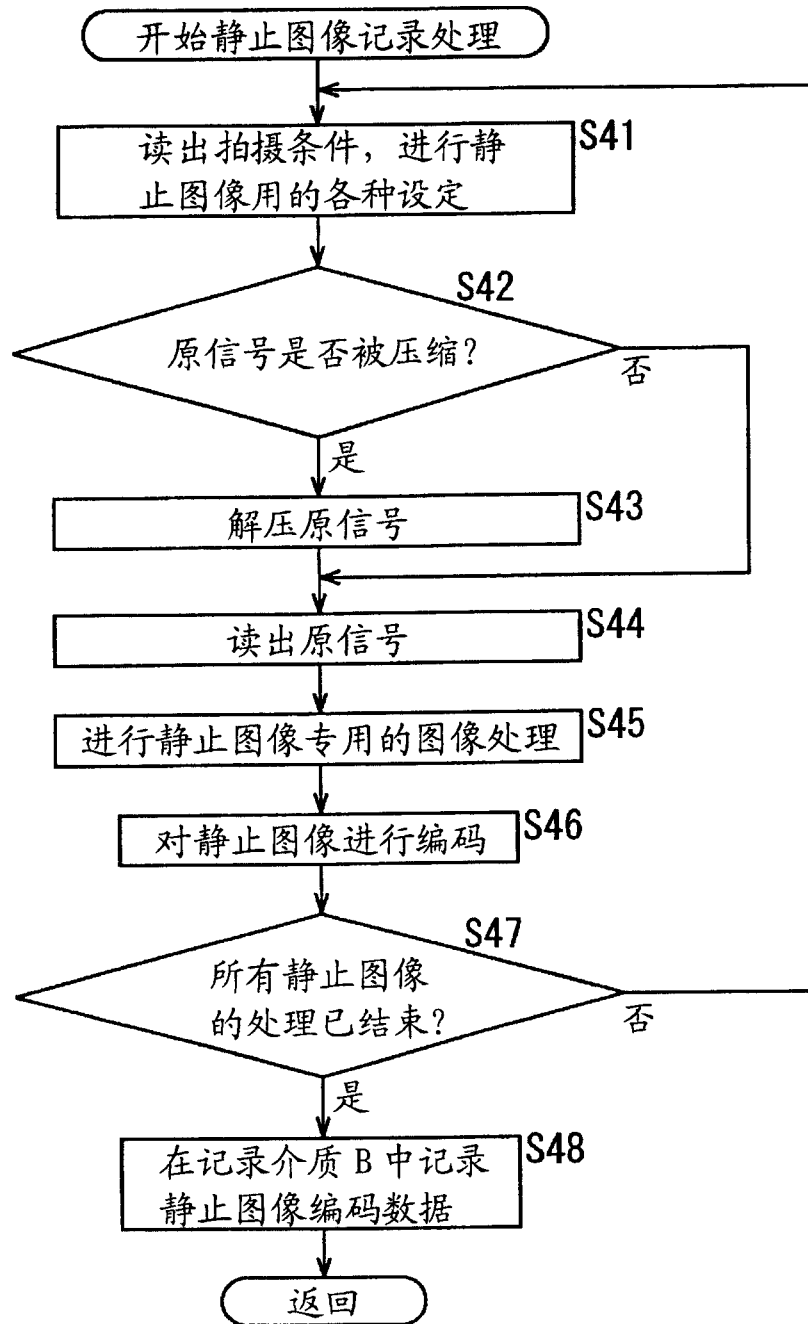 开始静止图像记录处理
S41
读出拍摄条件，进行静
止图像用的各种设定
S42
原信号是否被压缩？
否
是
S43
解压原信号
S44
读出原信号
S45
进行静止图像专用的图像处理
S46
对静止图像进行编码
S47
所有静止图像
的处理已结束？
否
是
S48
在记录介质 B 中记录
静止图像编码数据
返回